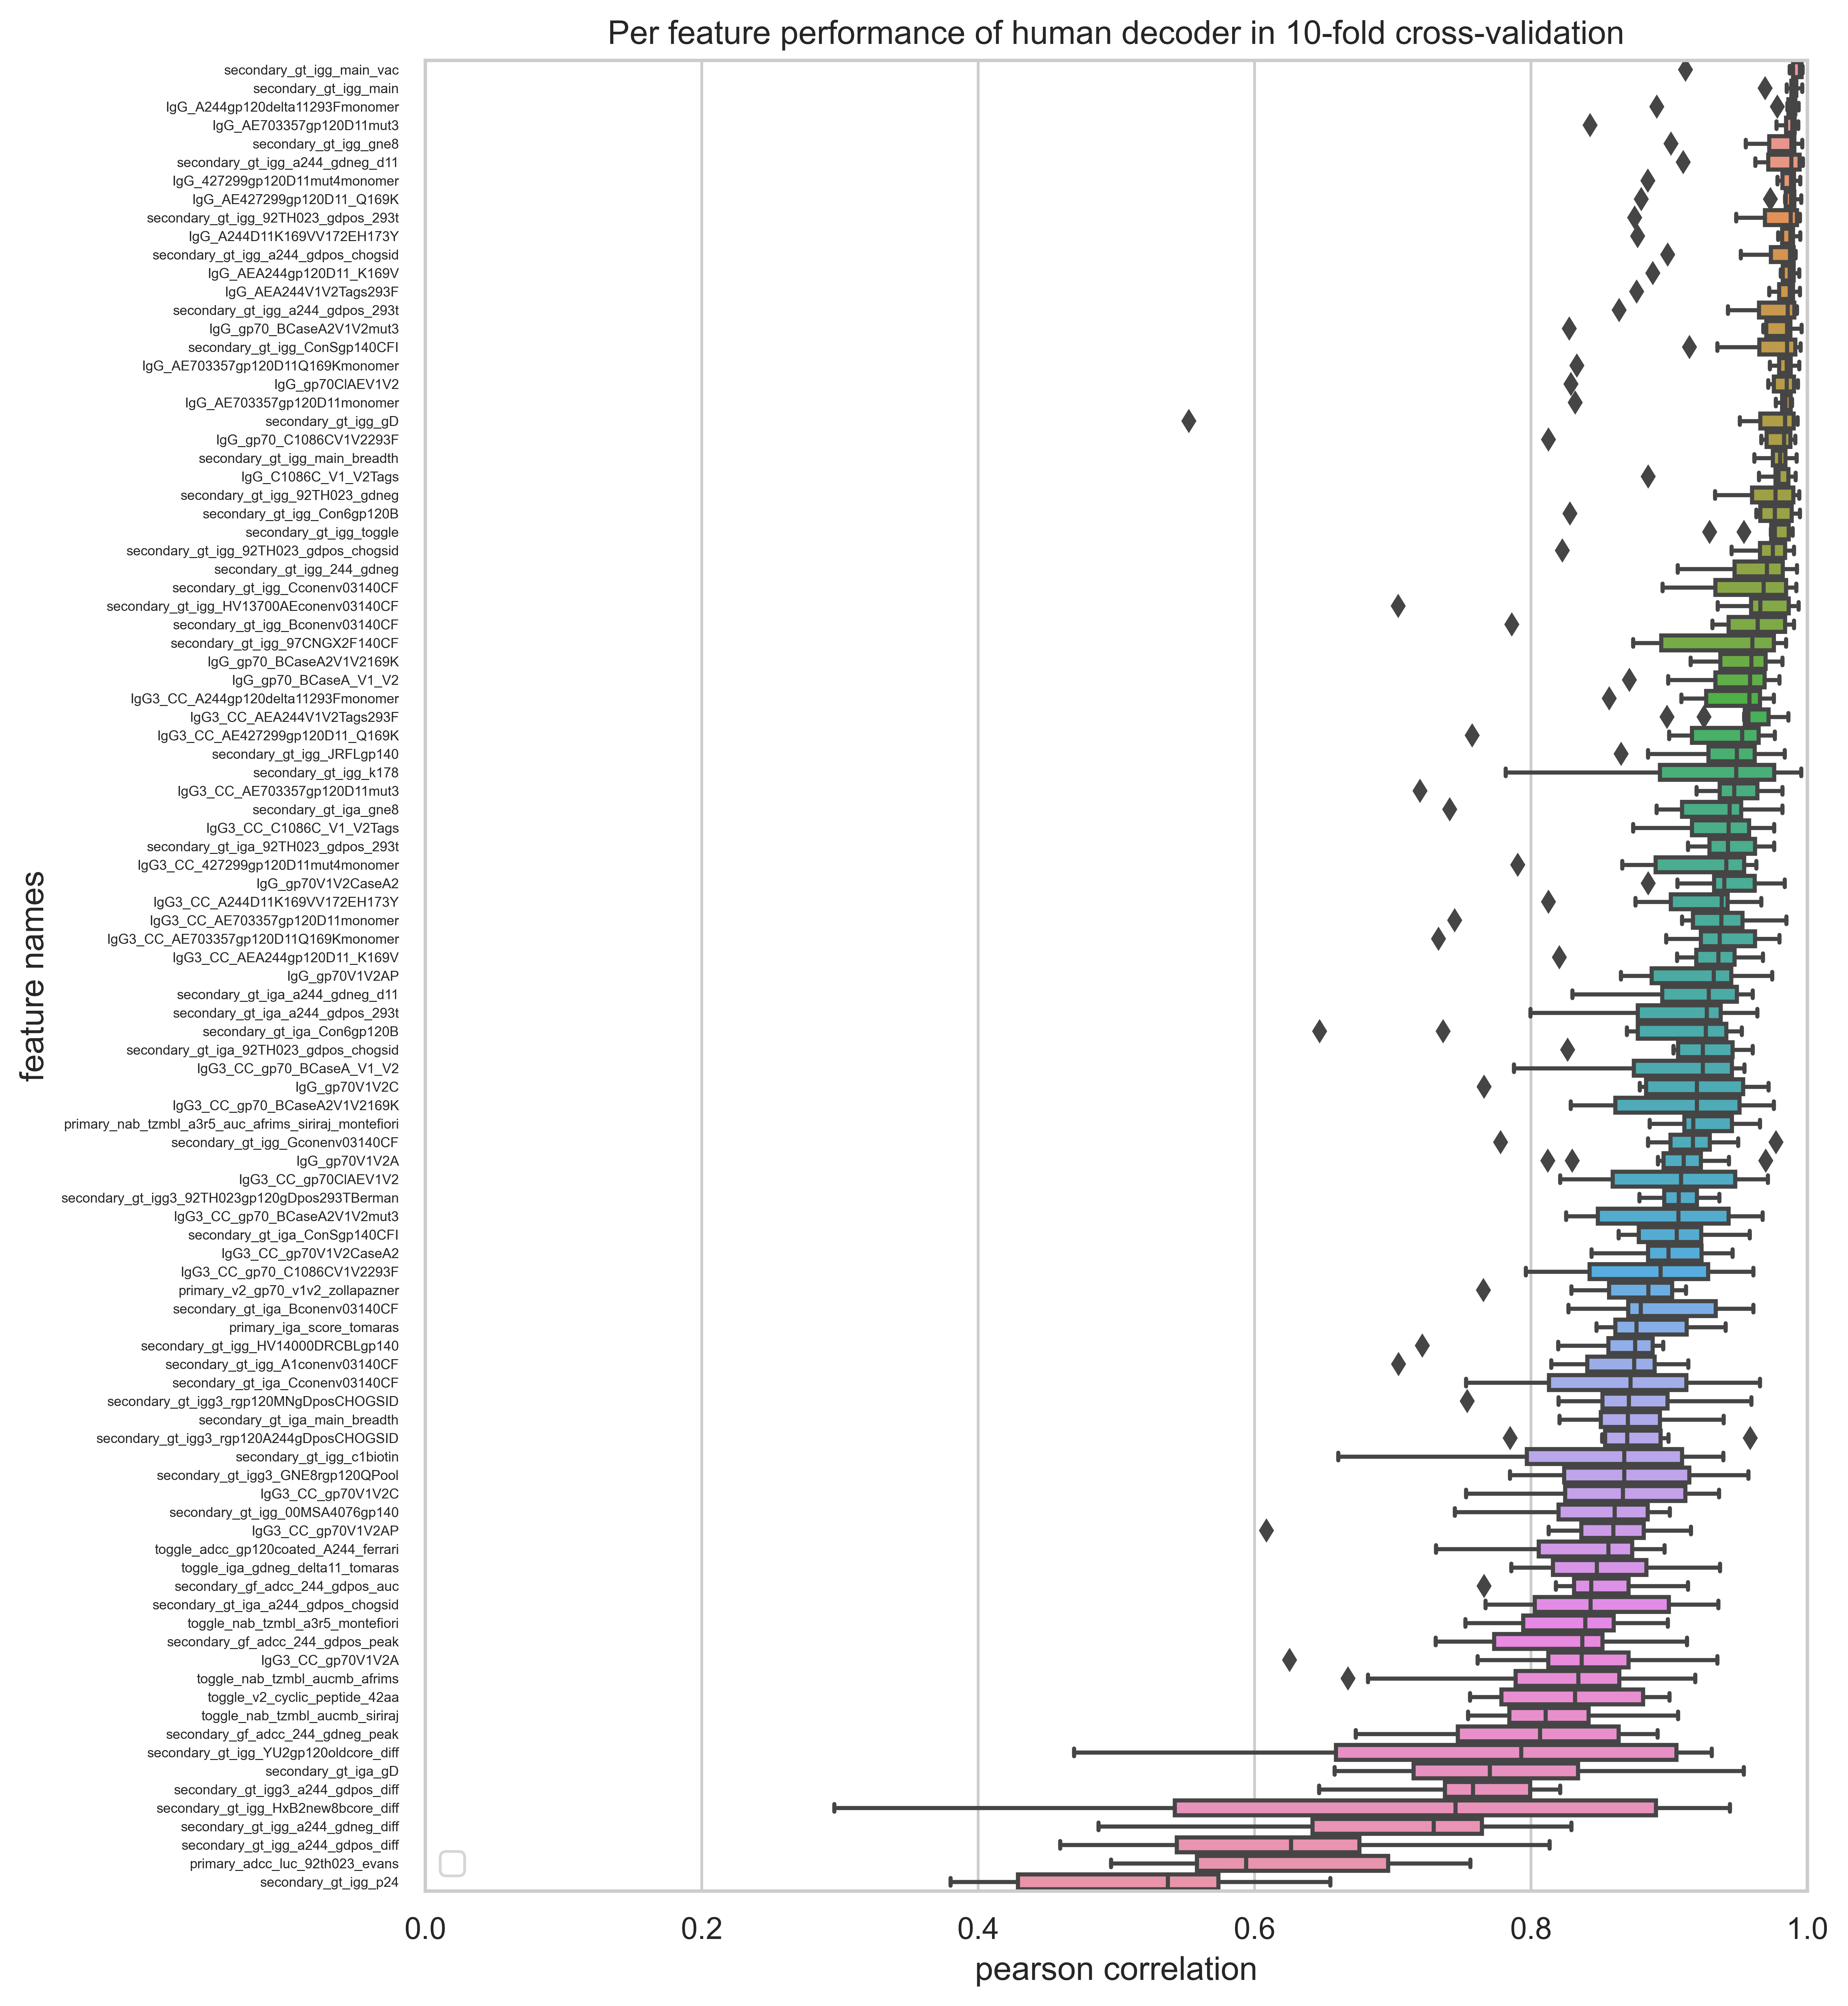 Per feature performance of human decoder in 10-fold cross-validation
secondary_gt_igg_main_vac
secondary_gt_igg_main
IgG_A244gp120delta11293Fmonomer
IgG_AE703357gp120D11mut3
secondary_gt_igg_gne8
secondary_gt_igg_a244_gdneg_d11
IgG_427299gp120D11mut4monomer
IgG_AE427299gp120D11_Q169K
secondary_gt_igg_92TH023_gdpos_293t
IgG_A244D11K169VV172EH173Y
secondary_gt_igg_a244_gdpos_chogsid
IgG_AEA244gp120D11_K169V
IgG_AEA244V1V2Tags293F
secondary_gt_igg_a244_gdpos_293t
IgG_gp70_BCaseA2V1V2mut3
secondary_gt_igg_ConSgp140CFI
IgG_AE703357gp120D11Q169Kmonomer
IgG_gp70ClAEV1V2
IgG_AE703357gp120D11monomer
secondary_gt_igg_gD
IgG_gp70_C1086CV1V2293F
secondary_gt_igg_main_breadth
IgG_C1086C_V1_V2Tags
secondary_gt_igg_92TH023_gdneg
secondary_gt_igg_Con6gp120B
secondary_gt_igg_toggle
secondary_gt_igg_92TH023_gdpos_chogsid
secondary_gt_igg_244_gdneg
secondary_gt_igg_Cconenv03140CF
secondary_gt_igg_HV13700AEconenv03140CF
secondary_gt_igg_Bconenv03140CF
secondary_gt_igg_97CNGX2F140CF
IgG_gp70_BCaseA2V1V2169K
IgG_gp70_BCaseA_V1_V2
IgG3_CC_A244gp120delta11293Fmonomer
IgG3_CC_AEA244V1V2Tags293F
IgG3_CC_AE427299gp120D11_Q169K
secondary_gt_igg_JRFLgp140
secondary_gt_igg_k178
IgG3_CC_AE703357gp120D11mut3
secondary_gt_iga_gne8
IgG3_CC_C1086C_V1_V2Tags
secondary_gt_iga_92TH023_gdpos_293t
IgG3_CC_427299gp120D11mut4monomer
IgG_gp70V1V2CaseA2
IgG3_CC_A244D11K169VV172EH173Y
IgG3_CC_AE703357gp120D11monomer
IgG3_CC_AE703357gp120D11Q169Kmonomer
IgG3_CC_AEA244gp120D11_K169V
IgG_gp70V1V2AP
secondary_gt_iga_a244_gdneg_d11
secondary_gt_iga_a244_gdpos_293t
secondary_gt_iga_Con6gp120B
secondary_gt_iga_92TH023_gdpos_chogsid
IgG3_CC_gp70_BCaseA_V1_V2
IgG_gp70V1V2C
IgG3_CC_gp70_BCaseA2V1V2169K
primary_nab_tzmbl_a3r5_auc_afrims_siriraj_montefiori
secondary_gt_igg_Gconenv03140CF
IgG_gp70V1V2A
IgG3_CC_gp70ClAEV1V2
secondary_gt_igg3_92TH023gp120gDpos293TBerman
IgG3_CC_gp70_BCaseA2V1V2mut3
secondary_gt_iga_ConSgp140CFI
IgG3_CC_gp70V1V2CaseA2
IgG3_CC_gp70_C1086CV1V2293F
primary_v2_gp70_v1v2_zollapazner
secondary_gt_iga_Bconenv03140CF
primary_iga_score_tomaras
secondary_gt_igg_HV14000DRCBLgp140
secondary_gt_igg_A1conenv03140CF
secondary_gt_iga_Cconenv03140CF
secondary_gt_igg3_rgp120MNgDposCHOGSID
secondary_gt_iga_main_breadth
secondary_gt_igg3_rgp120A244gDposCHOGSID
secondary_gt_igg_c1biotin
secondary_gt_igg3_GNE8rgp120QPool
IgG3_CC_gp70V1V2C
secondary_gt_igg_00MSA4076gp140
IgG3_CC_gp70V1V2AP
toggle_adcc_gp120coated_A244_ferrari
toggle_iga_gdneg_delta11_tomaras
secondary_gf_adcc_244_gdpos_auc
secondary_gt_iga_a244_gdpos_chogsid
toggle_nab_tzmbl_a3r5_montefiori
secondary_gf_adcc_244_gdpos_peak
IgG3_CC_gp70V1V2A
toggle_nab_tzmbl_aucmb_afrims
toggle_v2_cyclic_peptide_42aa
toggle_nab_tzmbl_aucmb_siriraj
secondary_gf_adcc_244_gdneg_peak
secondary_gt_igg_YU2gp120oldcore_diff
secondary_gt_iga_gD
secondary_gt_igg3_a244_gdpos_diff
secondary_gt_igg_HxB2new8bcore_diff
secondary_gt_igg_a244_gdneg_diff
secondary_gt_igg_a244_gdpos_diff
primary_adcc_luc_92th023_evans
secondary_gt_igg_p24
feature names
0.0 0.2 0.4 0.6 0.8 1.0
pearson correlation